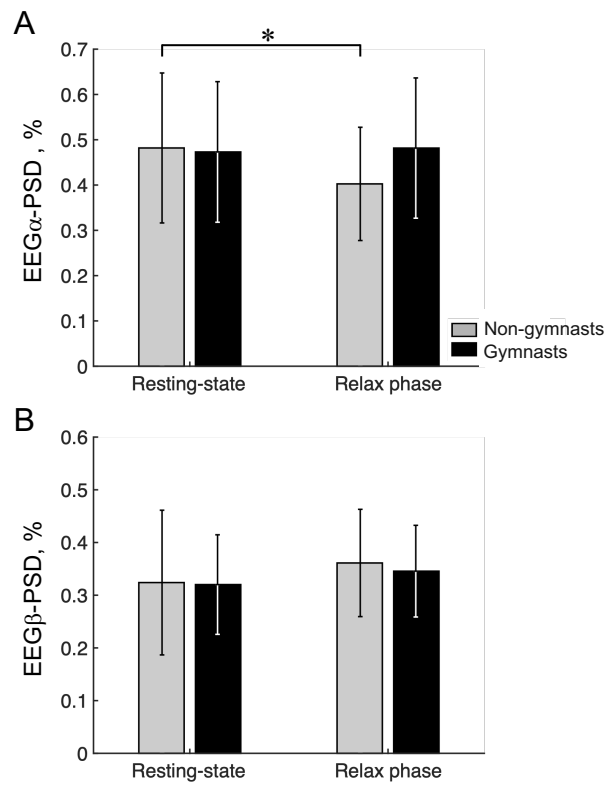 A
*
0.7
0.6
0.5
0.4
0.3
0.2
0.1
0
EEGα-PSD , %
Resting-state
Relax phase
Non-gymnasts
Gymnasts
B
0.6
0.5
0.4
0.3
0.2
0.1
0
EEGβ-PSD, %
Resting-state
Relax phase